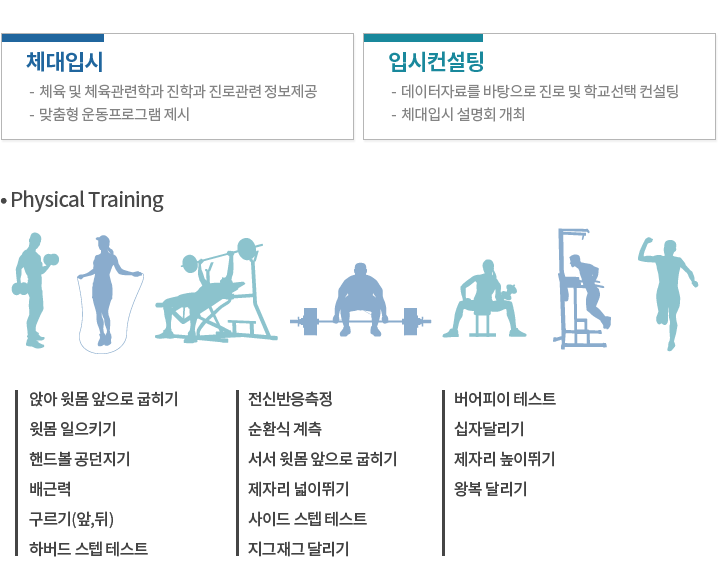 체대입시
- 체육 및 체육관련학과 진학과 진로관련 정보제공
- 맞춤형 운동프로그램 제시
입시컨설팅
- 데이터자료를 바탕으로 진로 및 학교선택 컨설팅
- 체대입시 설명회 개최
• Physical Training
앉아 윗몸 앞으로 굽히기
윗몸 일으키기
핸드볼 공던지기
배근력
구르기(앞,뒤)
하버드 스텝 테스트
전신반응측정
순환식 계측
서서 윗몸 앞으로 굽히기
제자리 넓이뛰기
사이드 스텝 테스트
지그재그 달리기
버어피이 테스트
십자달리기
제자리 높이뛰기
왕복 달리기